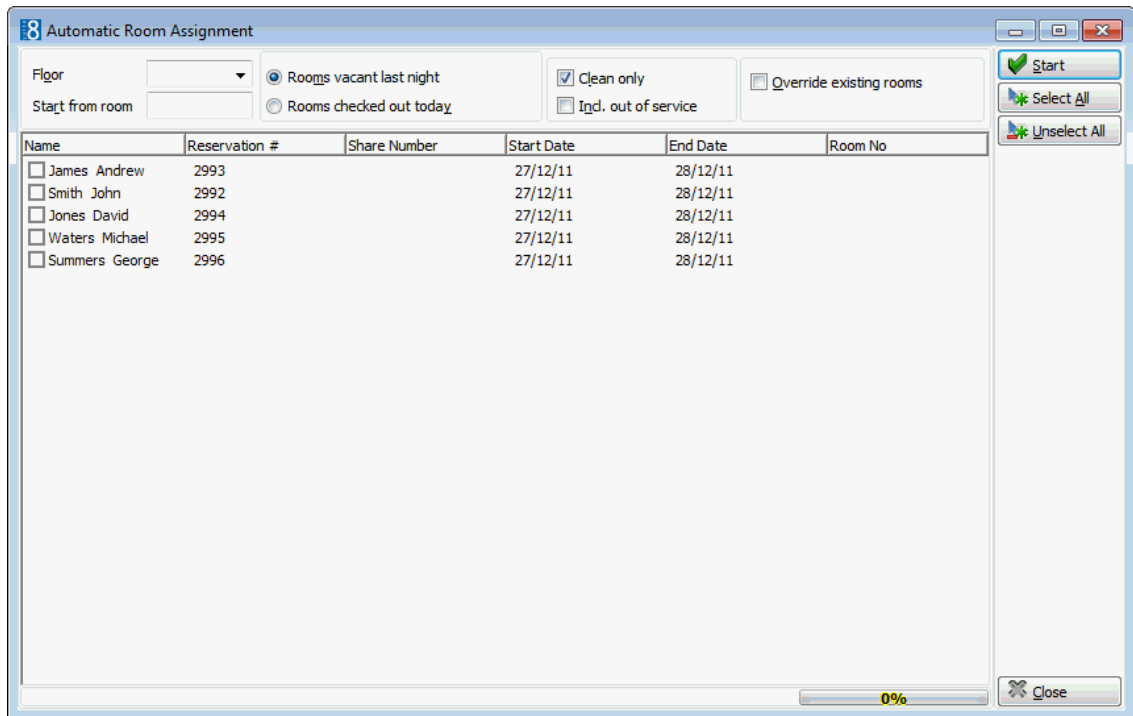 8 Automatic Room Assignment
Floor
Rooms vacant last night
Clean only
Override existing rooms
Start from room
Rooms checked out today
Incl. out of service
Start
Select All
Unselect All
Name Reservation # Share Number Start Date End Date Room No
James Andrew 2993 27/12/11 28/12/11
Smith John 2992 27/12/11 28/12/11
Jones David 2994 27/12/11 28/12/11
Waters Michael 2995 27/12/11 28/12/11
Summers George 2996 27/12/11 28/12/11
0%
Close